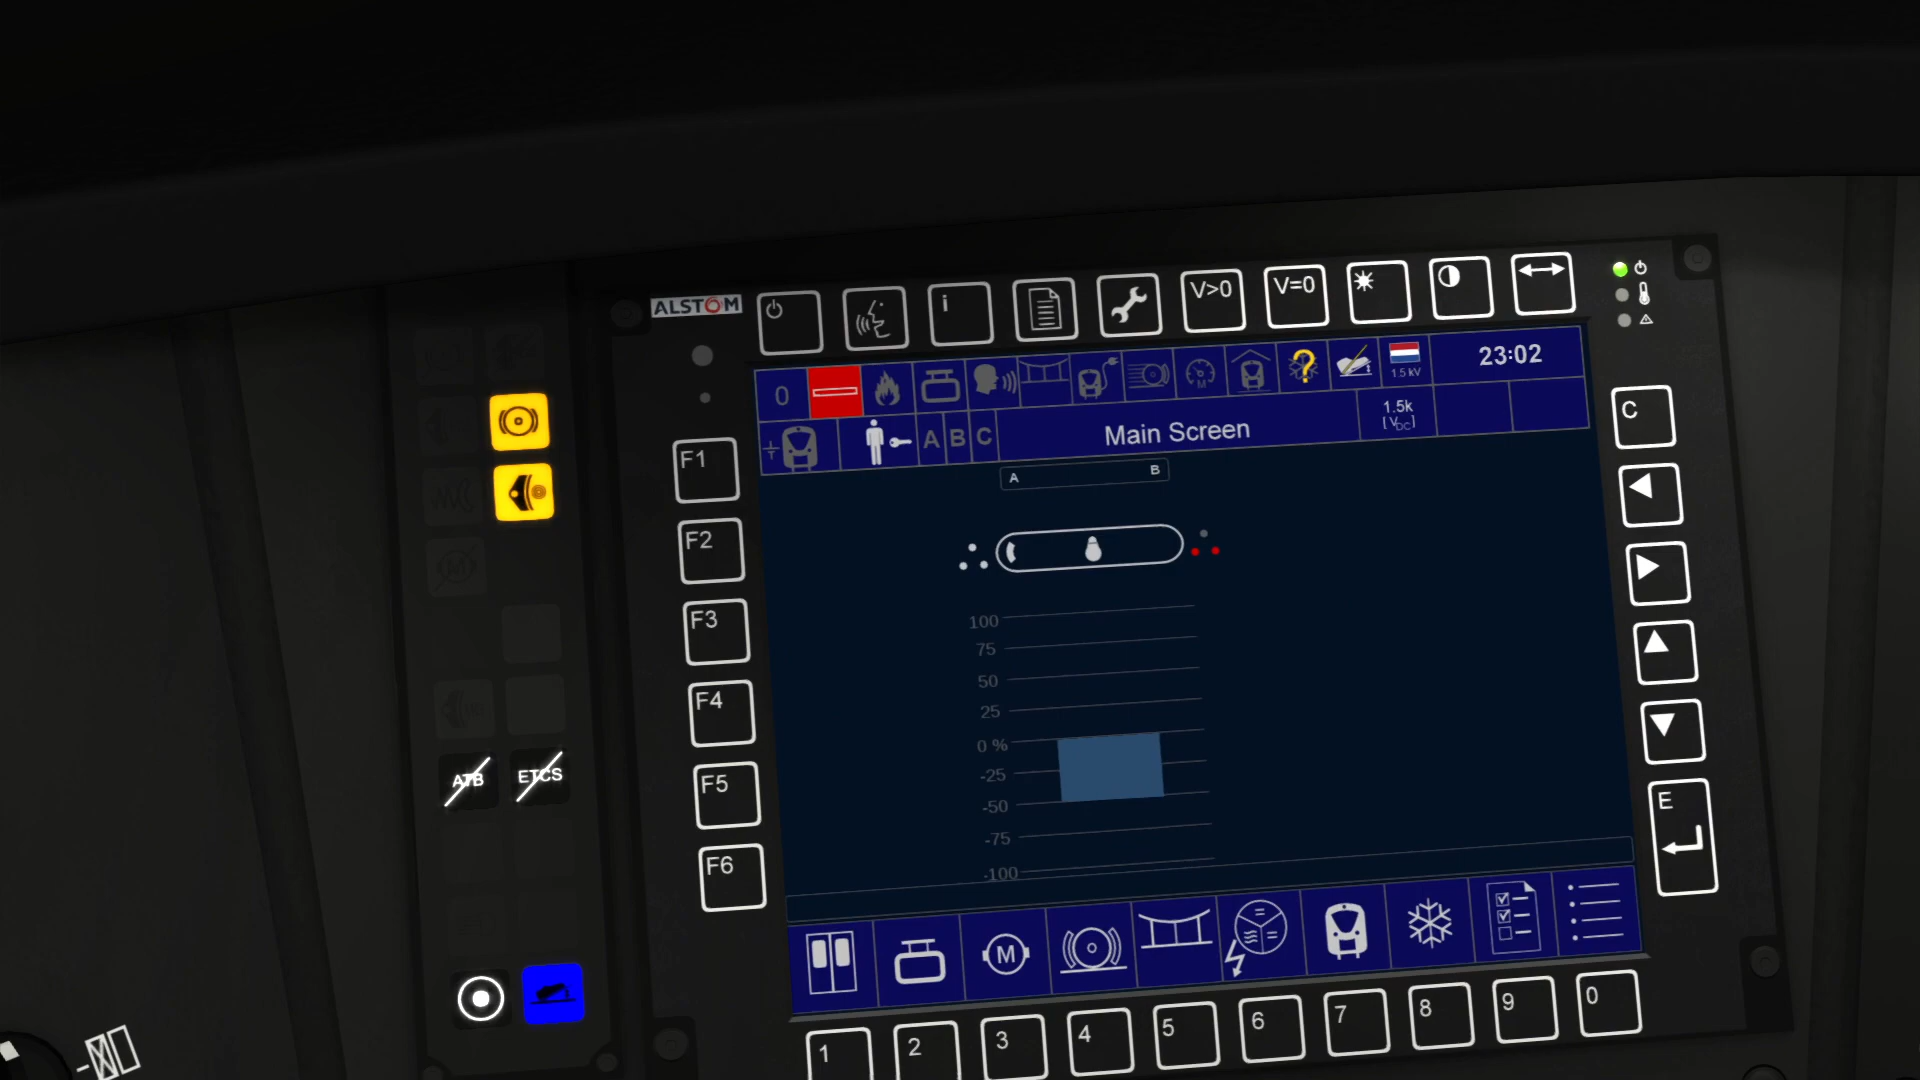 ALSTOM
i
V>0
V=0
0
M
1.5 kV
23:02
A B C
Main Screen
1.5k
[VDC]
C
A B
F1
F2
F3
F4
F5
F6
E
100
75
50
25
0 %
-25
-50
-75
-100
ATB
ETCS
M
1
2
3
4
5
6
7
8
9
0